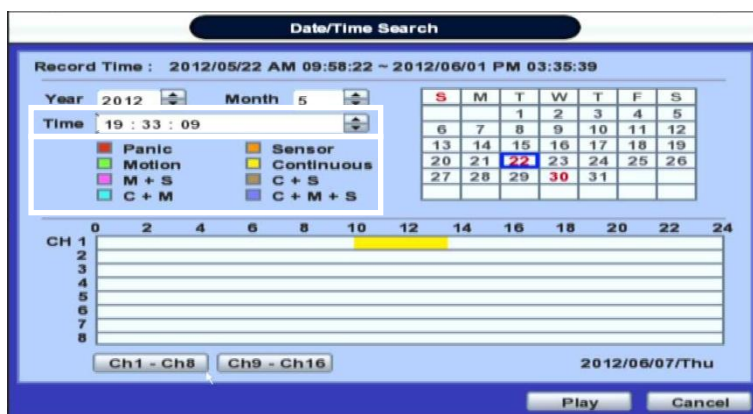 Date/Time Search
Record Time : 2012/05/22 AM 09:58:22 ~ 2012/06/01 PM 03:35:39
Year 2012 Month 5
Time 19 : 33 : 09
Panic Sensor
Motion Continuous
M + S C + S
C + M C + M + S
S M T W T F S
1 2 3 4 5
6 7 8 9 10 11 12
13 14 15 16 17 18 19
20 21 22 23 24 25 26
27 28 29 30 31
0 2 4 6 8 10 12 14 16 18 20 22 24
CH 1
2
3
4
5
6
7
8
Ch1 - Ch8 Ch9 - Ch16 2012/06/07/Thu
Play Cancel